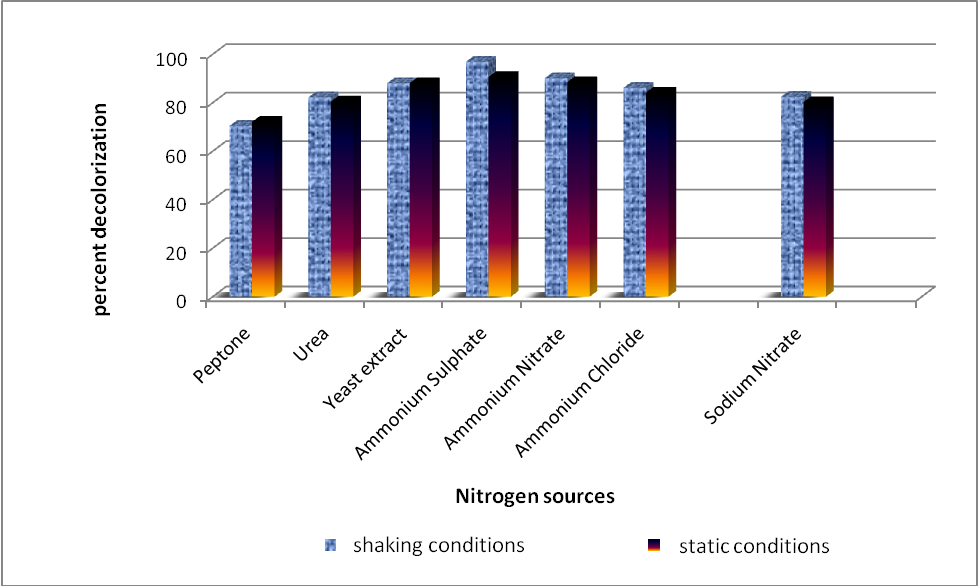 percent decolorization
100
80
60
40
20
0
Peptone
Urea
Yeast extract
Ammonium Sulphate
Ammonium Nitrate
Ammonium Chloride
Sodium Nitrate
Nitrogen sources
shaking conditions
static conditions